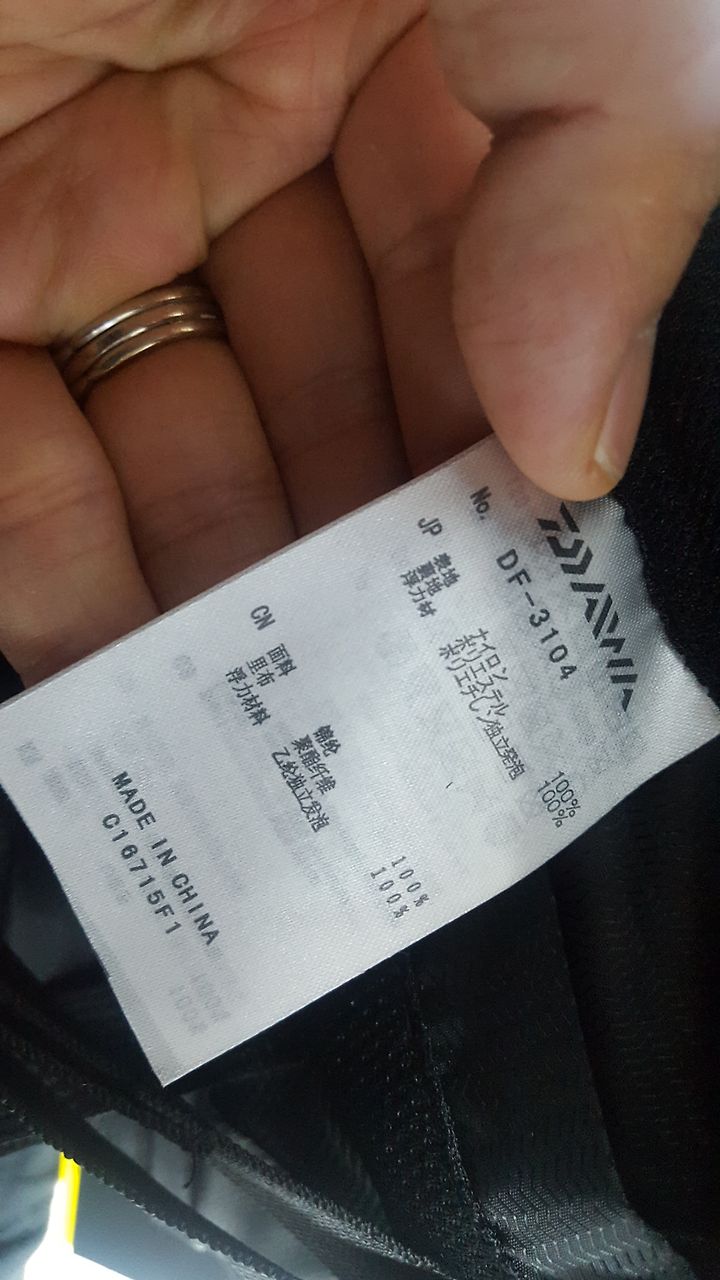 DAIWA
No. DF-3104
JP 表地 ナイロン 100%
裏地 ポリエステル 100%
浮力材 ポリエチレン独立発泡
CN 面料 锦纶 100%
里布 聚酯纤维 100%
浮力材料 乙纶独立发泡
MADE IN CHINA
C16715F1